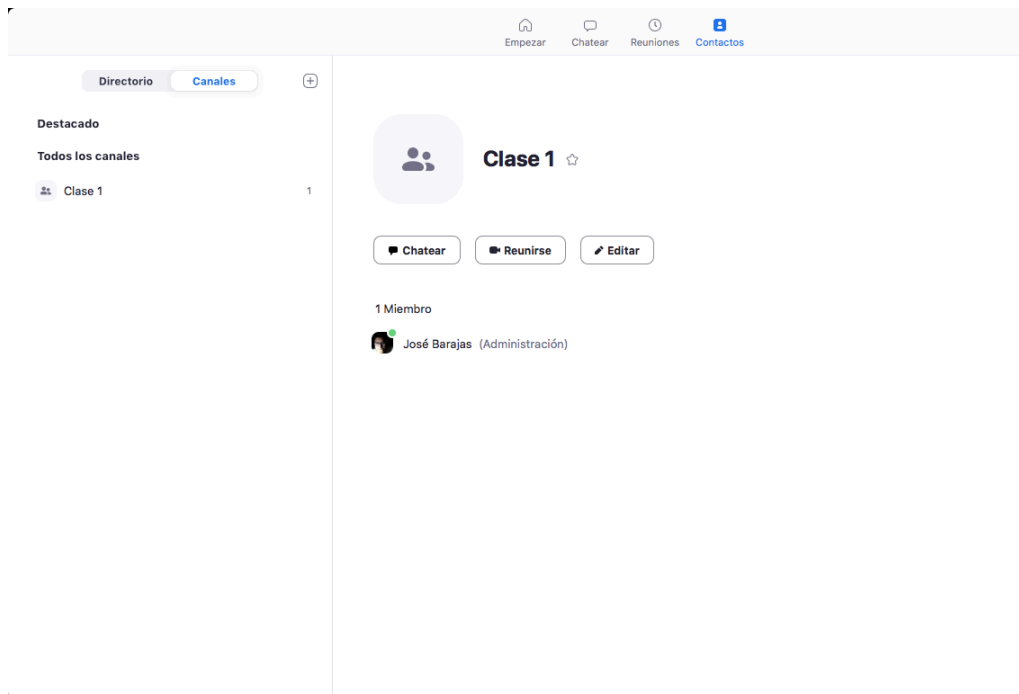 Empezar Chatear Reuniones Contactos
Directorio Canales
Destacado
Todos los canales
Clase 1 1
Clase 1
Chatear Reunirse Editar
1 Miembro
José Barajas (Administración)